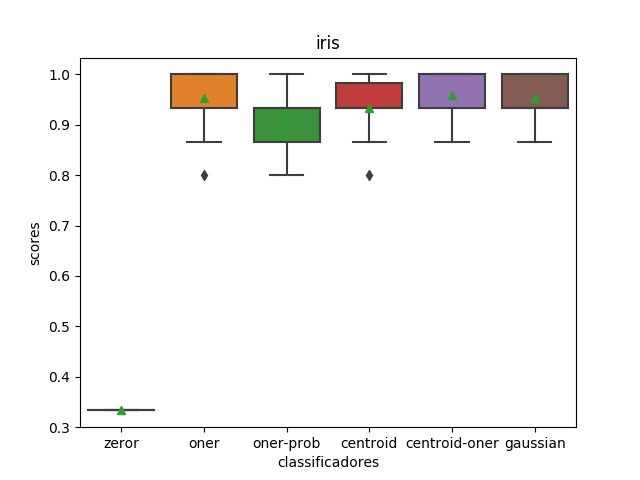 iris
1.0
0.9
0.8
0.7
0.6
0.5
0.4
0.3
scores
zeror oner oner-prob centroid centroid-oner gaussian
classificadores